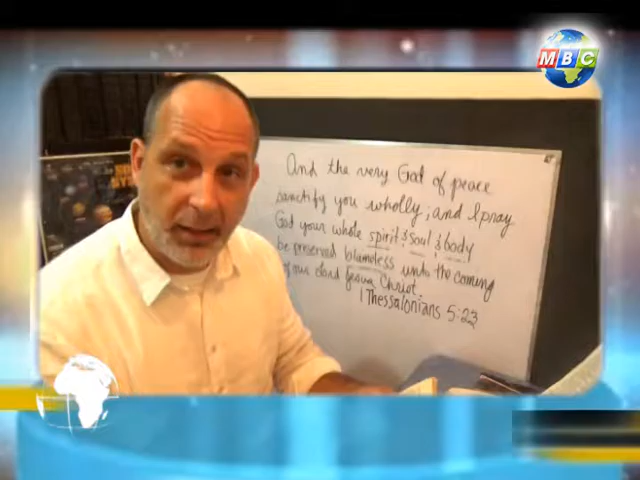 MBC
And the very God of peace
sanctify you wholly; and I pray
God your whole spirit & soul & body
be preserved blameless unto the coming
of our Lord Jesus Christ.
1 Thessalonians 5:23